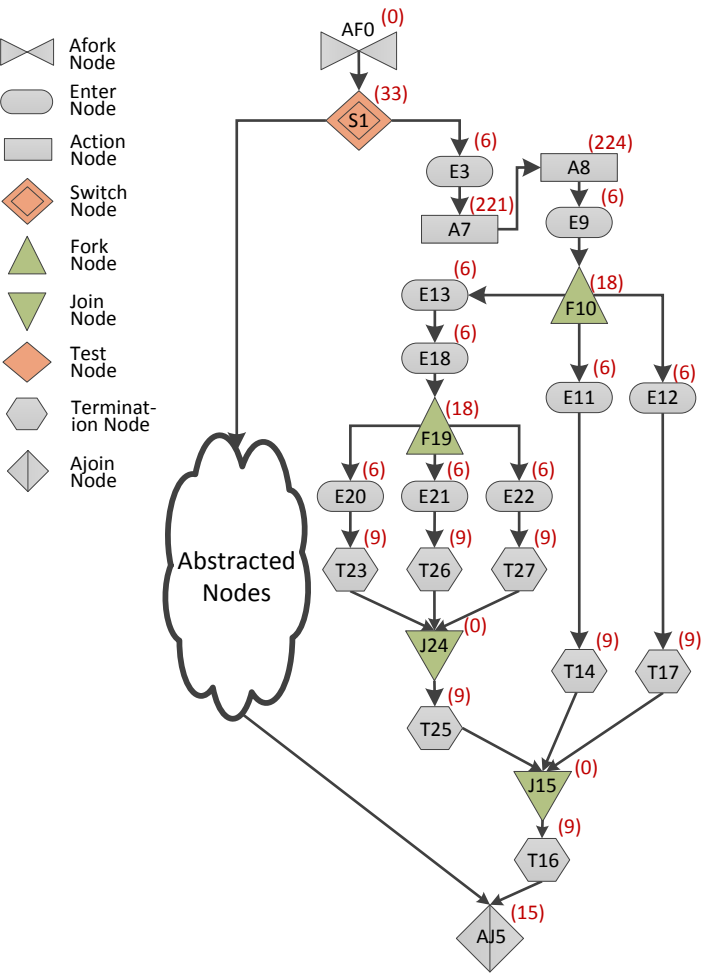 Afork
Node
Enter
Node
Action
Node
Switch
Node
Fork
Node
Join
Node
Test
Node
Terminat-
ion Node
Ajoin
Node
(0)
AF0
(33)
S1
(6)
E3
(221)
A7
(224)
A8
(6)
E9
(18)
F10
(6)
E13
(6)
E18
(18)
F19
(6)
E11
(6)
E12
(6)
E20
(6)
E21
(6)
E22
(9)
T23
(9)
T26
(9)
T27
Abstracted
Nodes
(0)
J24
(9)
T25
(9)
T14
(9)
T17
(0)
J15
(9)
T16
(15)
AJ5